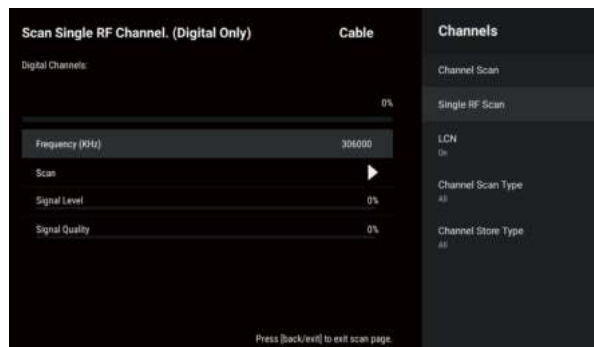 Scan Single RF Channel. (Digital Only) Cable
Digital Channels:
0%
Frequency (KHz) 306000
Scan
Signal Level 0%
Signal Quality 0%
Press [back/exit] to exit scan page.
Channels
Channel Scan
Single RF Scan
LCN
On
Channel Scan Type
All
Channel Store Type
All